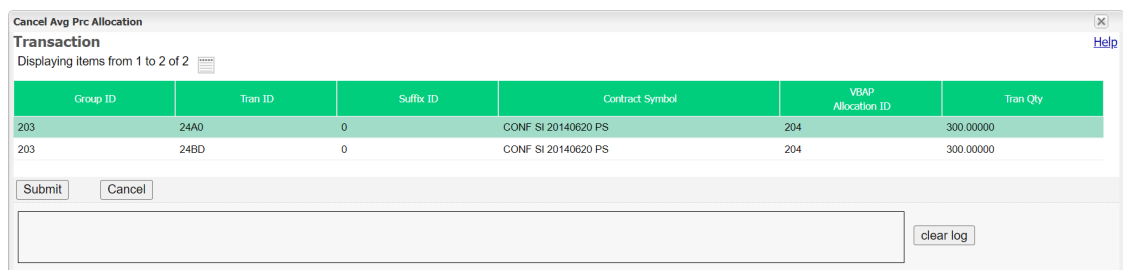 Cancel Avg Prc Allocation
Transaction
Help
Displaying items from 1 to 2 of 2
Group ID Tran ID Suffix ID Contract Symbol VBAP Allocation ID Tran Qty
203 24A0 0 CONF SI 20140620 PS 204 300.00000
203 24BD 0 CONF SI 20140620 PS 204 300.00000
Submit Cancel
clear log